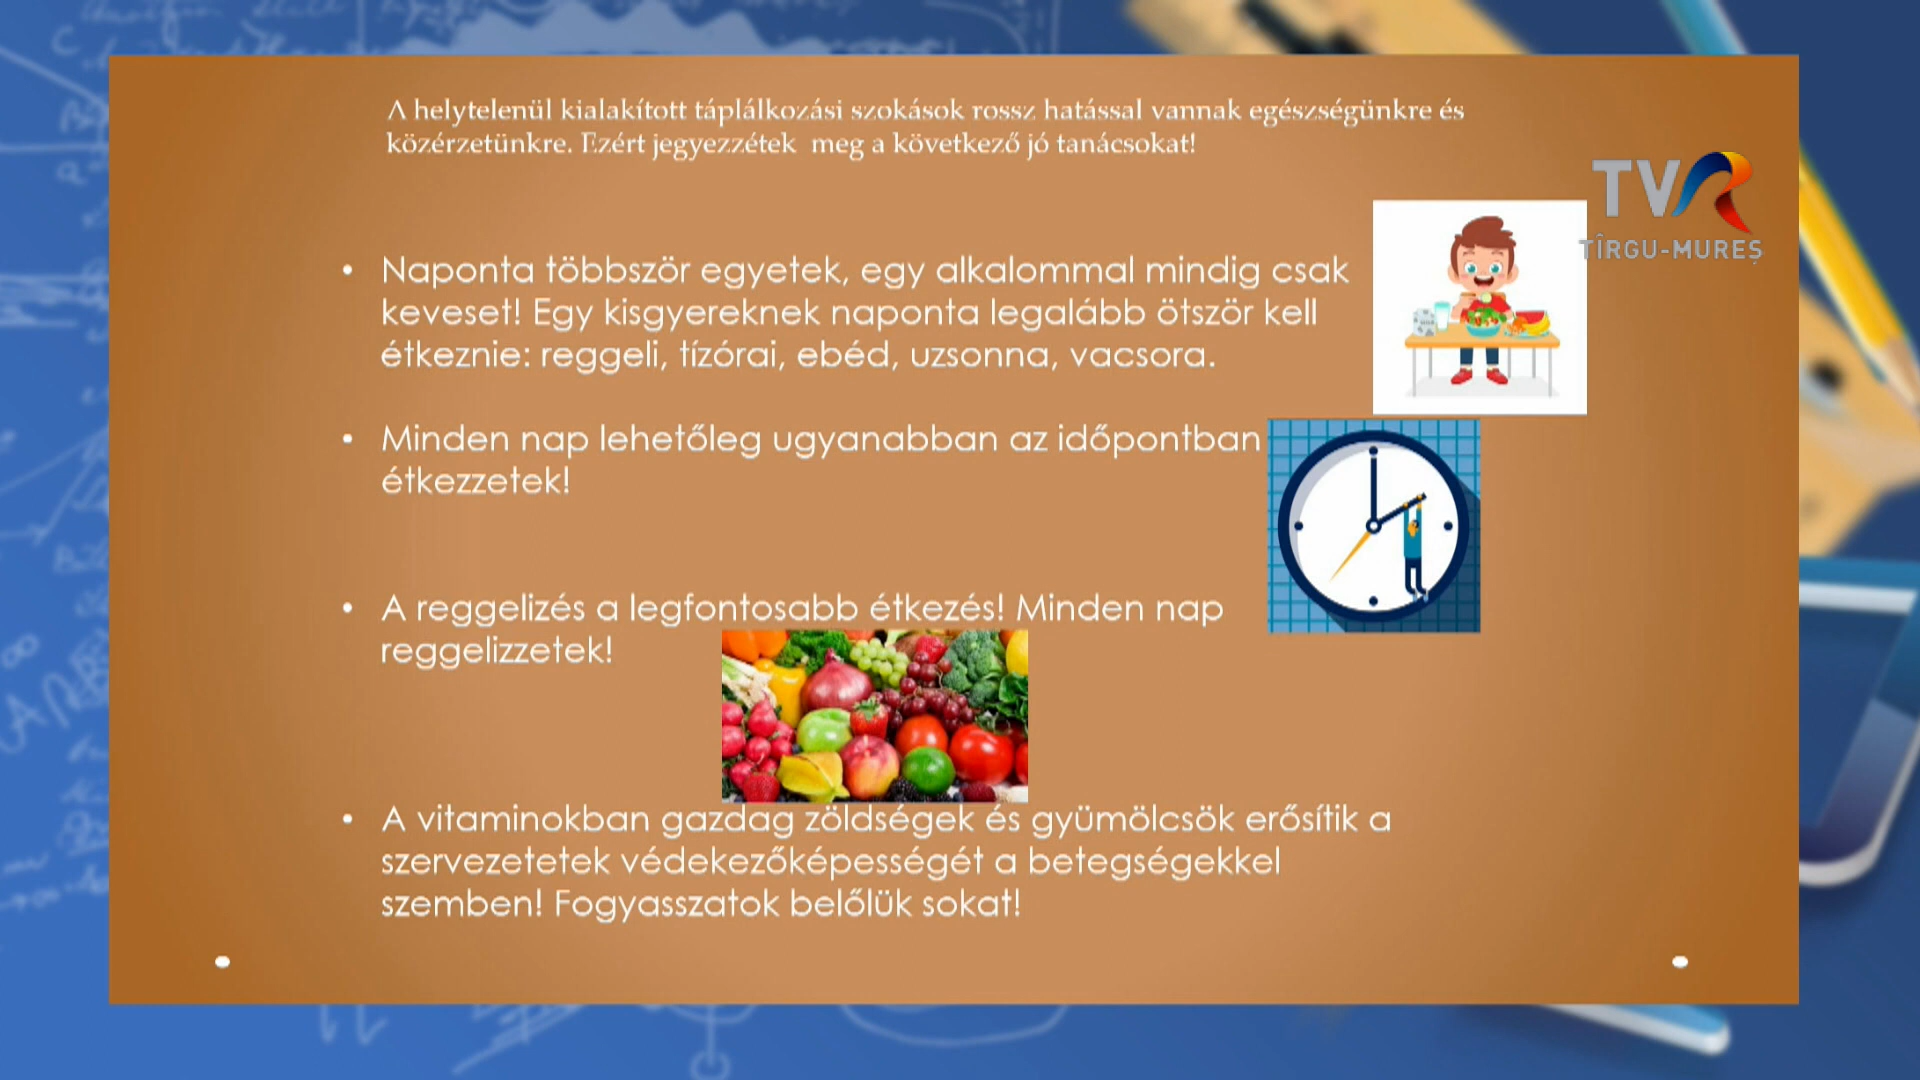 A helytelenül kialakított táplálkozási szokások rossz hatással vannak egészségünkre és
közérzetünkre. Ezért jegyezzétek meg a következő jó tanácsokat!
TVR
TÎRGU-MUREȘ
• Naponta többször egyetek, egy alkalommal mindig csak
keveset! Egy kisgyereknek naponta legalább ötször kell
étkeznie: reggeli, tízórai, ebéd, uzsonna, vacsora.
• Minden nap lehetőleg ugyanabban az időpontban
étkezzetek!
• A reggelizés a legfontosabb étkezés! Minden nap
reggelizzetek!
• A vitaminokban gazdag zöldségek és gyümölcsök erősítik a
szervezetetek védekezőképességét a betegségekkel
szemben! Fogyasszatok belőlük sokat!